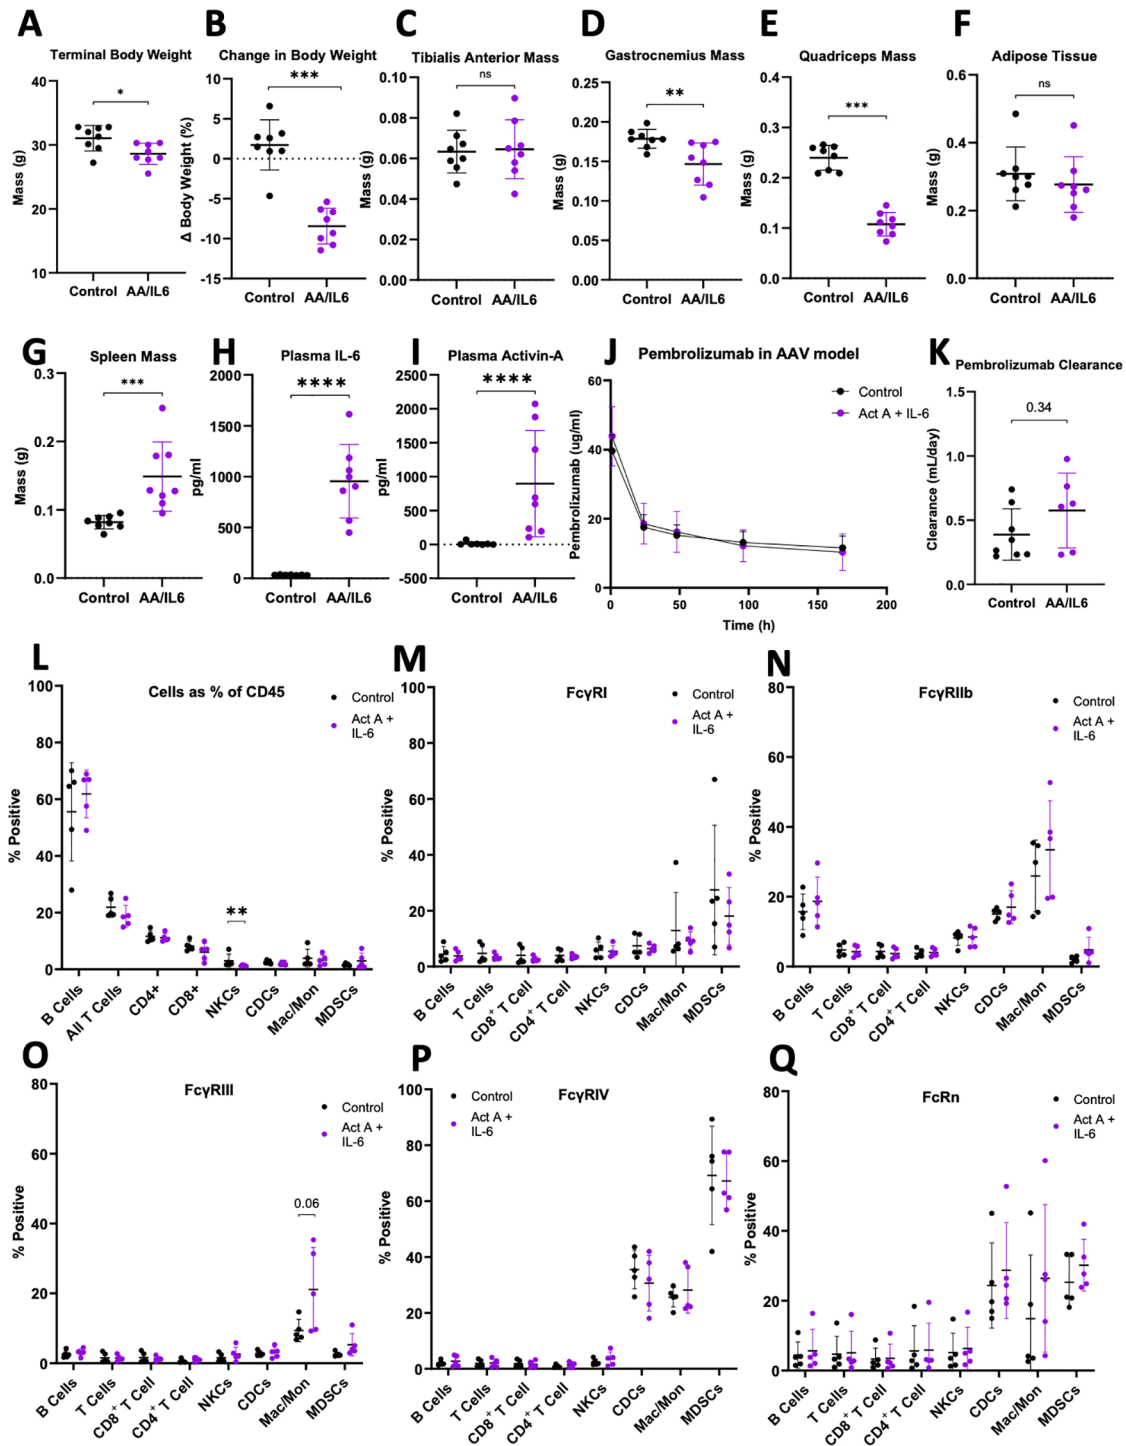 A
Terminal Body Weight
Mass (g)
40
30
20
10
*
Control AA/IL6
B
Change in Body Weight
Δ Body Weight (%)
10
5
0
-5
-10
-15
***
Control AA/IL6
C
Tibialis Anterior Mass
Mass (g)
0.10
0.08
0.06
0.04
0.02
0.00
ns
Control AA/IL6
D
Gastrocnemius Mass
Mass (g)
0.25
0.20
0.15
0.10
0.05
0.00
**
Control AA/IL6
E
Quadriceps Mass
Mass (g)
0.4
0.3
0.2
0.1
0.0
***
Control AA/IL6
F
Adipose Tissue
Mass (g)
0.6
0.4
0.2
0.0
ns
Control AA/IL6
G
Spleen Mass
Mass (g)
0.3
0.2
0.1
0.0
***
Control AA/IL6
H
Plasma IL-6
pg/ml
2000
1500
1000
500
0
****
Control AA/IL6
I
Plasma Activin-A
pg/ml
2500
2000
1500
1000
500
0
-500
****
Control AA/IL6
J
Pembrolizumab in AAV model
Pembrolizumab (ug/ml)
60
40
20
0
Control
Act A + IL-6
0 50 100 150 200
Time (h)
K
Pembrolizumab Clearance
Clearance (mL/day)
1.5
1.0
0.5
0.0
0.34
Control AA/IL6
L
Cells as % of CD45
% Positive
100
80
60
40
20
0
Control
Act A +
IL-6
**
B Cells
All T Cells
CD4+
CD8+
NKCs
CDCs
Mac/Mon
MDSCs
M
FcγRI
% Positive
100
80
60
40
20
0
Control
Act A +
IL-6
B Cells
T Cells
CD8⁺ T Cell
CD4⁺ T Cell
NKCs
CDCs
Mac/Mon
MDSCs
N
FcγRIIb
% Positive
80
60
40
20
0
Control
Act A +
IL-6
B Cells
T Cells
CD8⁺ T Cell
CD4⁺ T Cell
NKCs
CDCs
Mac/Mon
MDSCs
O
FcγRIII
% Positive
80
60
40
20
0
Control
Act A +
IL-6
0.06
B Cells
T Cells
CD8⁺ T Cell
CD4⁺ T Cell
NKCs
CDCs
Mac/Mon
MDSCs
P
FcγRIV
% Positive
100
80
60
40
20
0
Control
Act A +
IL-6
B Cells
T Cells
CD8⁺ T Cell
CD4⁺ T Cell
NKCs
CDCs
Mac/Mon
MDSCs
Q
FcRn
% Positive
80
60
40
20
0
Control
Act A +
IL-6
B Cells
T Cells
CD8⁺ T Cell
CD4⁺ T Cell
NKCs
CDCs
Mac/Mon
MDSCs